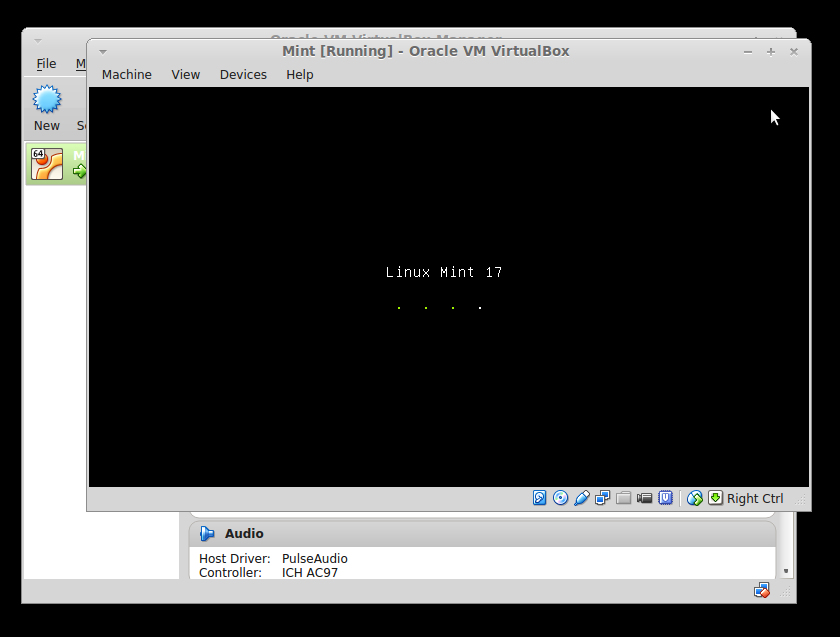 Oracle VM VirtualBox Manager
Mint [Running] - Oracle VM VirtualBox
File M
Machine View Devices Help
New
64
Linux Mint 17
. . . .
Right Ctrl
Audio
Host Driver: PulseAudio
Controller: ICH AC97